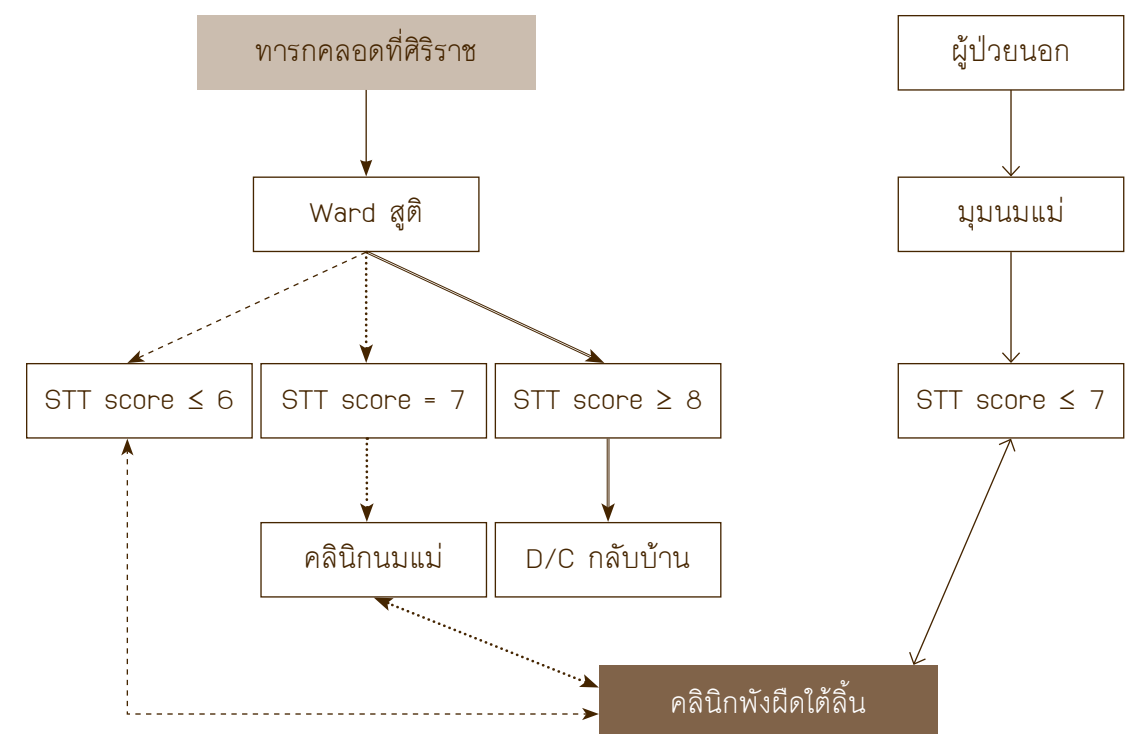 ทารกคลอดที่ศิริราช
ผู้ป่วยนอก
Ward สูติ
มุมนมแม่
STT score ≤ 6
STT score = 7
STT score ≥ 8
STT score ≤ 7
คลินิกนมแม่
D/C กลับบ้าน
คลินิกพังผืดใต้ลิ้น